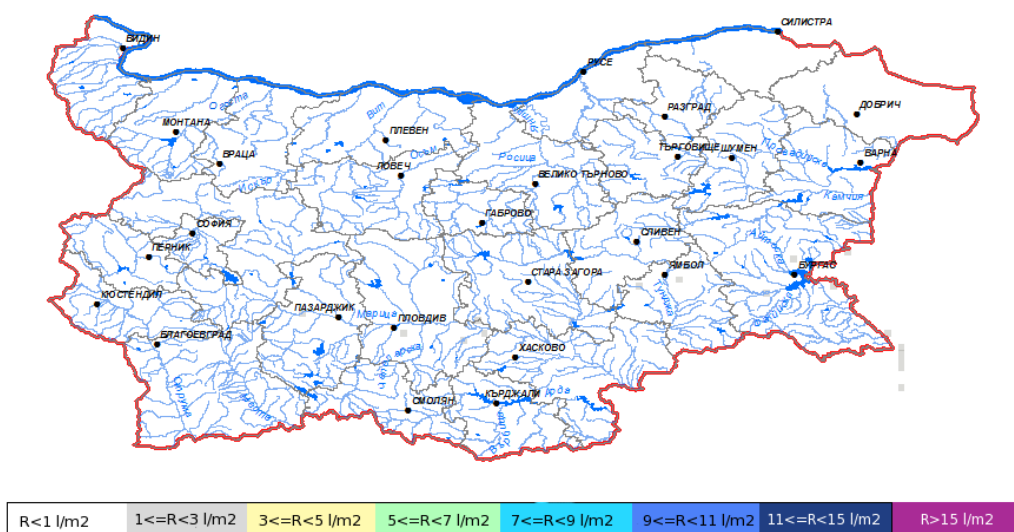 СИЛИСТРА
ВИДИН
РУСЕ
Огоста
Вит
РАЗГРАД
ДОБРИЧ
МОНТАНА
ПЛЕВЕН
ВРАЦА
Осъм
Росица
ТЪРГОВИЩЕ
ШУМЕН
Провадийска
ВАРНА
ЛОВЕЧ
Искър
ВЕЛИКО ТЪРНОВО
Камчия
ГАБРОВО
СОФИЯ
СЛИВЕН
ПЕРНИК
СТАРА ЗАГОРА
ЯМБОЛ
БУРГАС
КЮСТЕНДИЛ
ПАЗАРДЖИК
Марица
ПЛОВДИВ
БЛАГОЕВГРАД
ХАСКОВО
КЪРДЖАЛИ
СМОЛЯН
Струма
Места
R<1 l/m2
1<=R<3 l/m2
3<=R<5 l/m2
5<=R<7 l/m2
7<=R<9 l/m2
9<=R<11 l/m2
11<=R<15 l/m2
R>15 l/m2